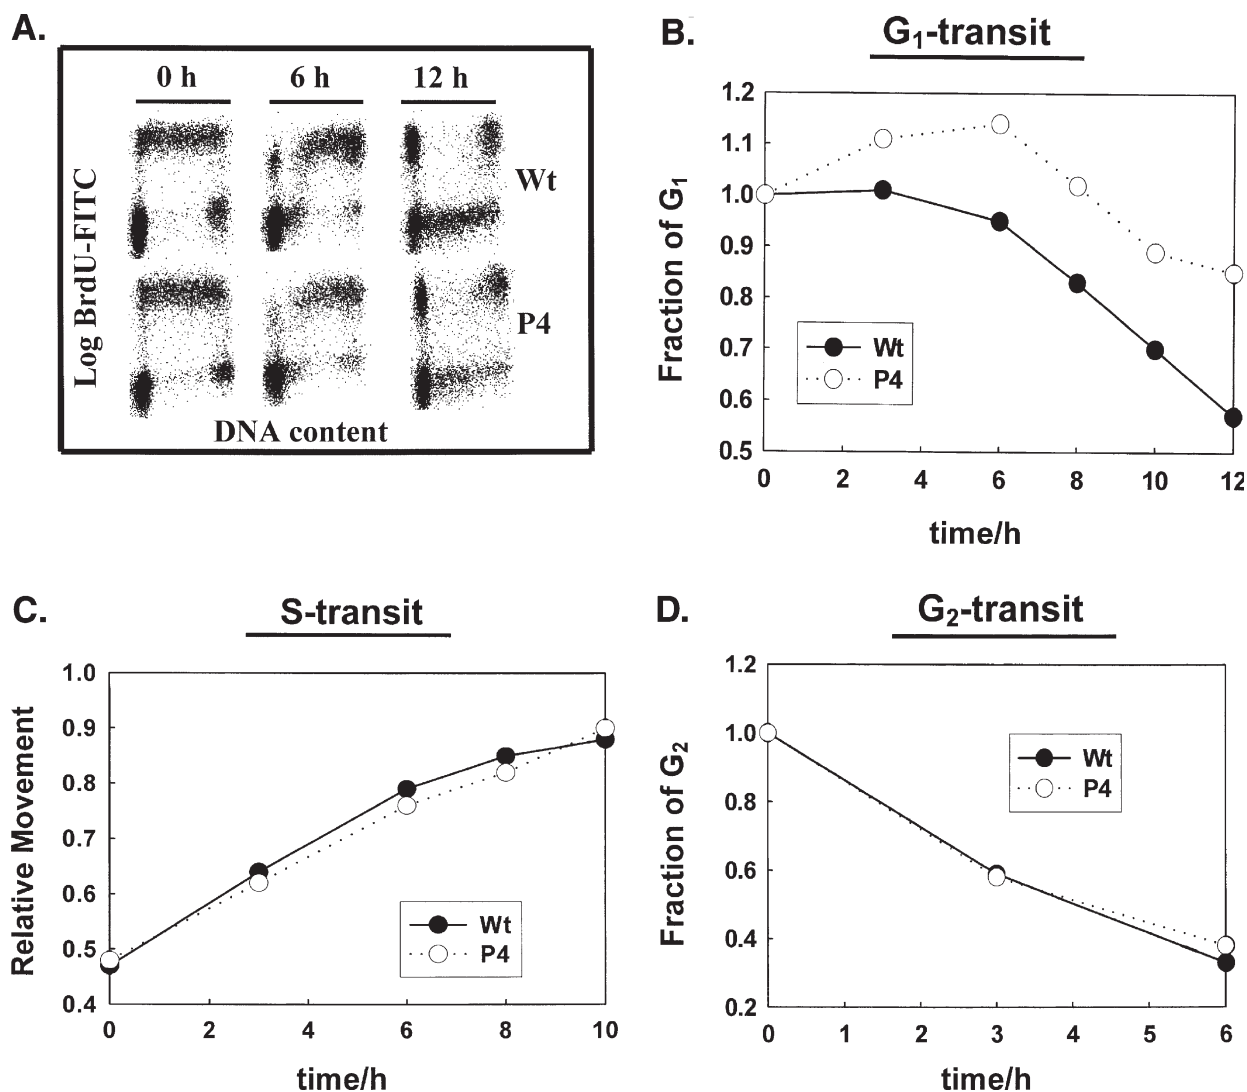 A.
0 h 6 h 12 h
Wt
P4
Log BrdU-FITC
DNA content
B.
G₁-transit
1.2
1.1
1.0
0.9
0.8
0.7
0.6
0.5
Fraction of G₁
Wt
P4
0 2 4 6 8 10 12
time/h
C.
S-transit
1.0
0.9
0.8
0.7
0.6
0.5
0.4
Relative Movement
Wt
P4
0 2 4 6 8 10
time/h
D.
G₂-transit
1.2
1.0
0.8
0.6
0.4
0.2
Fraction of G₂
Wt
P4
0 1 2 3 4 5 6
time/h